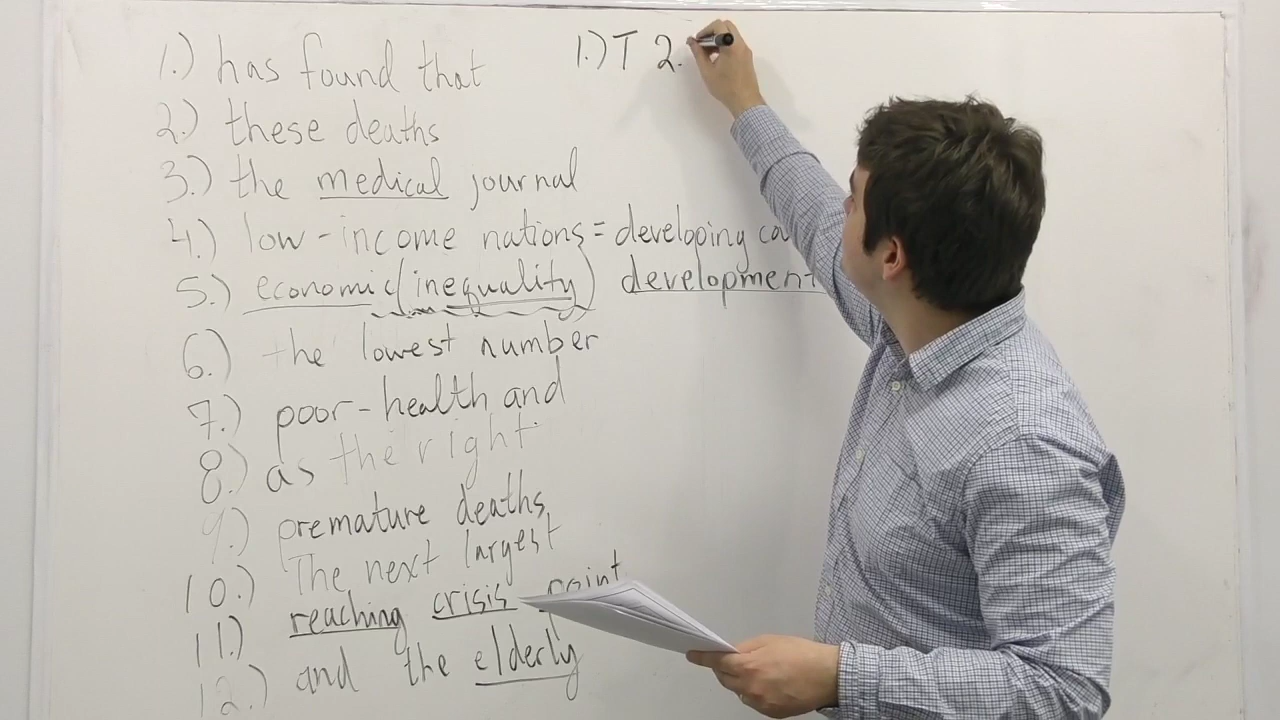 1.) has found that
2.) these deaths
3.) the medical journal
4.) low-income nations = developing co
5.) economic (inequality) development
6.) the lowest number
7.) poor-health and
8.) as the right
9.) premature deaths
10.) The next largest
11.) reaching crisis point
12.) and the elderly
1.) T 2.